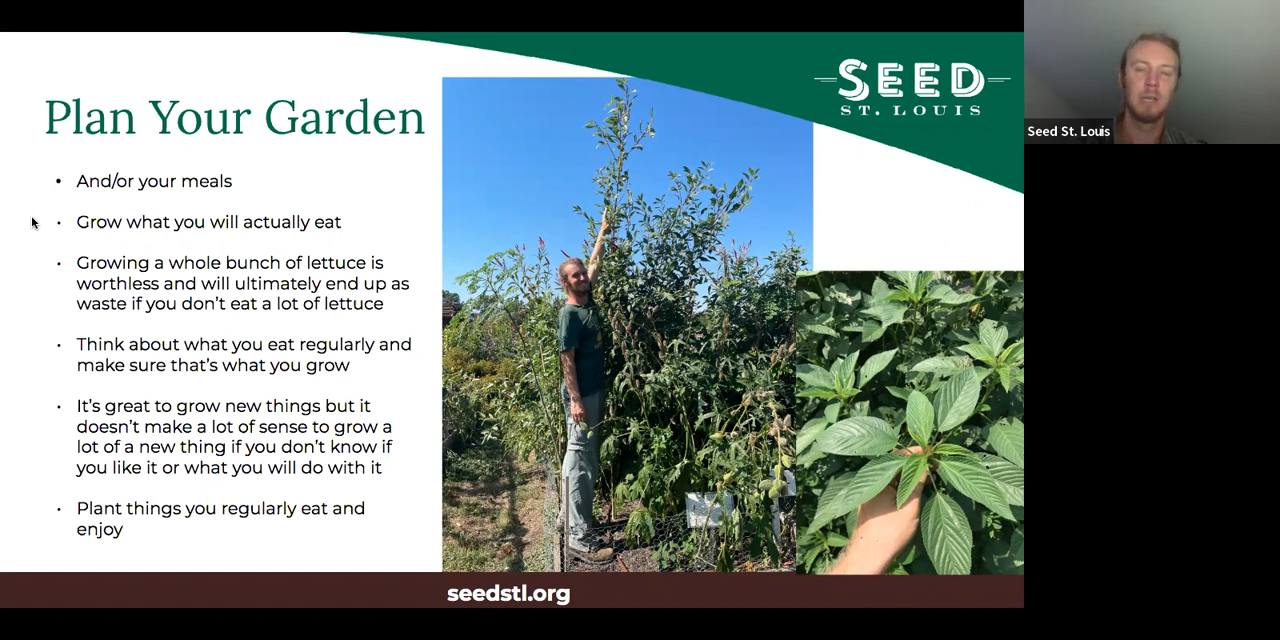 SEED
ST. LOUIS
Plan Your Garden
Seed St. Louis
• And/or your meals
• Grow what you will actually eat
• Growing a whole bunch of lettuce is
worthless and will ultimately end up as
waste if you don’t eat a lot of lettuce
• Think about what you eat regularly and
make sure that’s what you grow
• It’s great to grow new things but it
doesn’t make a lot of sense to grow a
lot of a new thing if you don’t know if
you like it or what you will do with it
• Plant things you regularly eat and
enjoy
seedstl.org